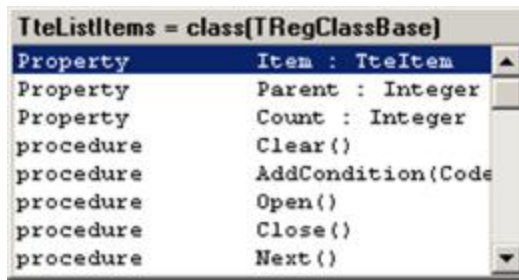 TteListItems = class(TRegClassBase)
Property Item : TteItem
Property Parent : Integer
Property Count : Integer
procedure Clear()
procedure AddCondition(Code
procedure Open()
procedure Close()
procedure Next()